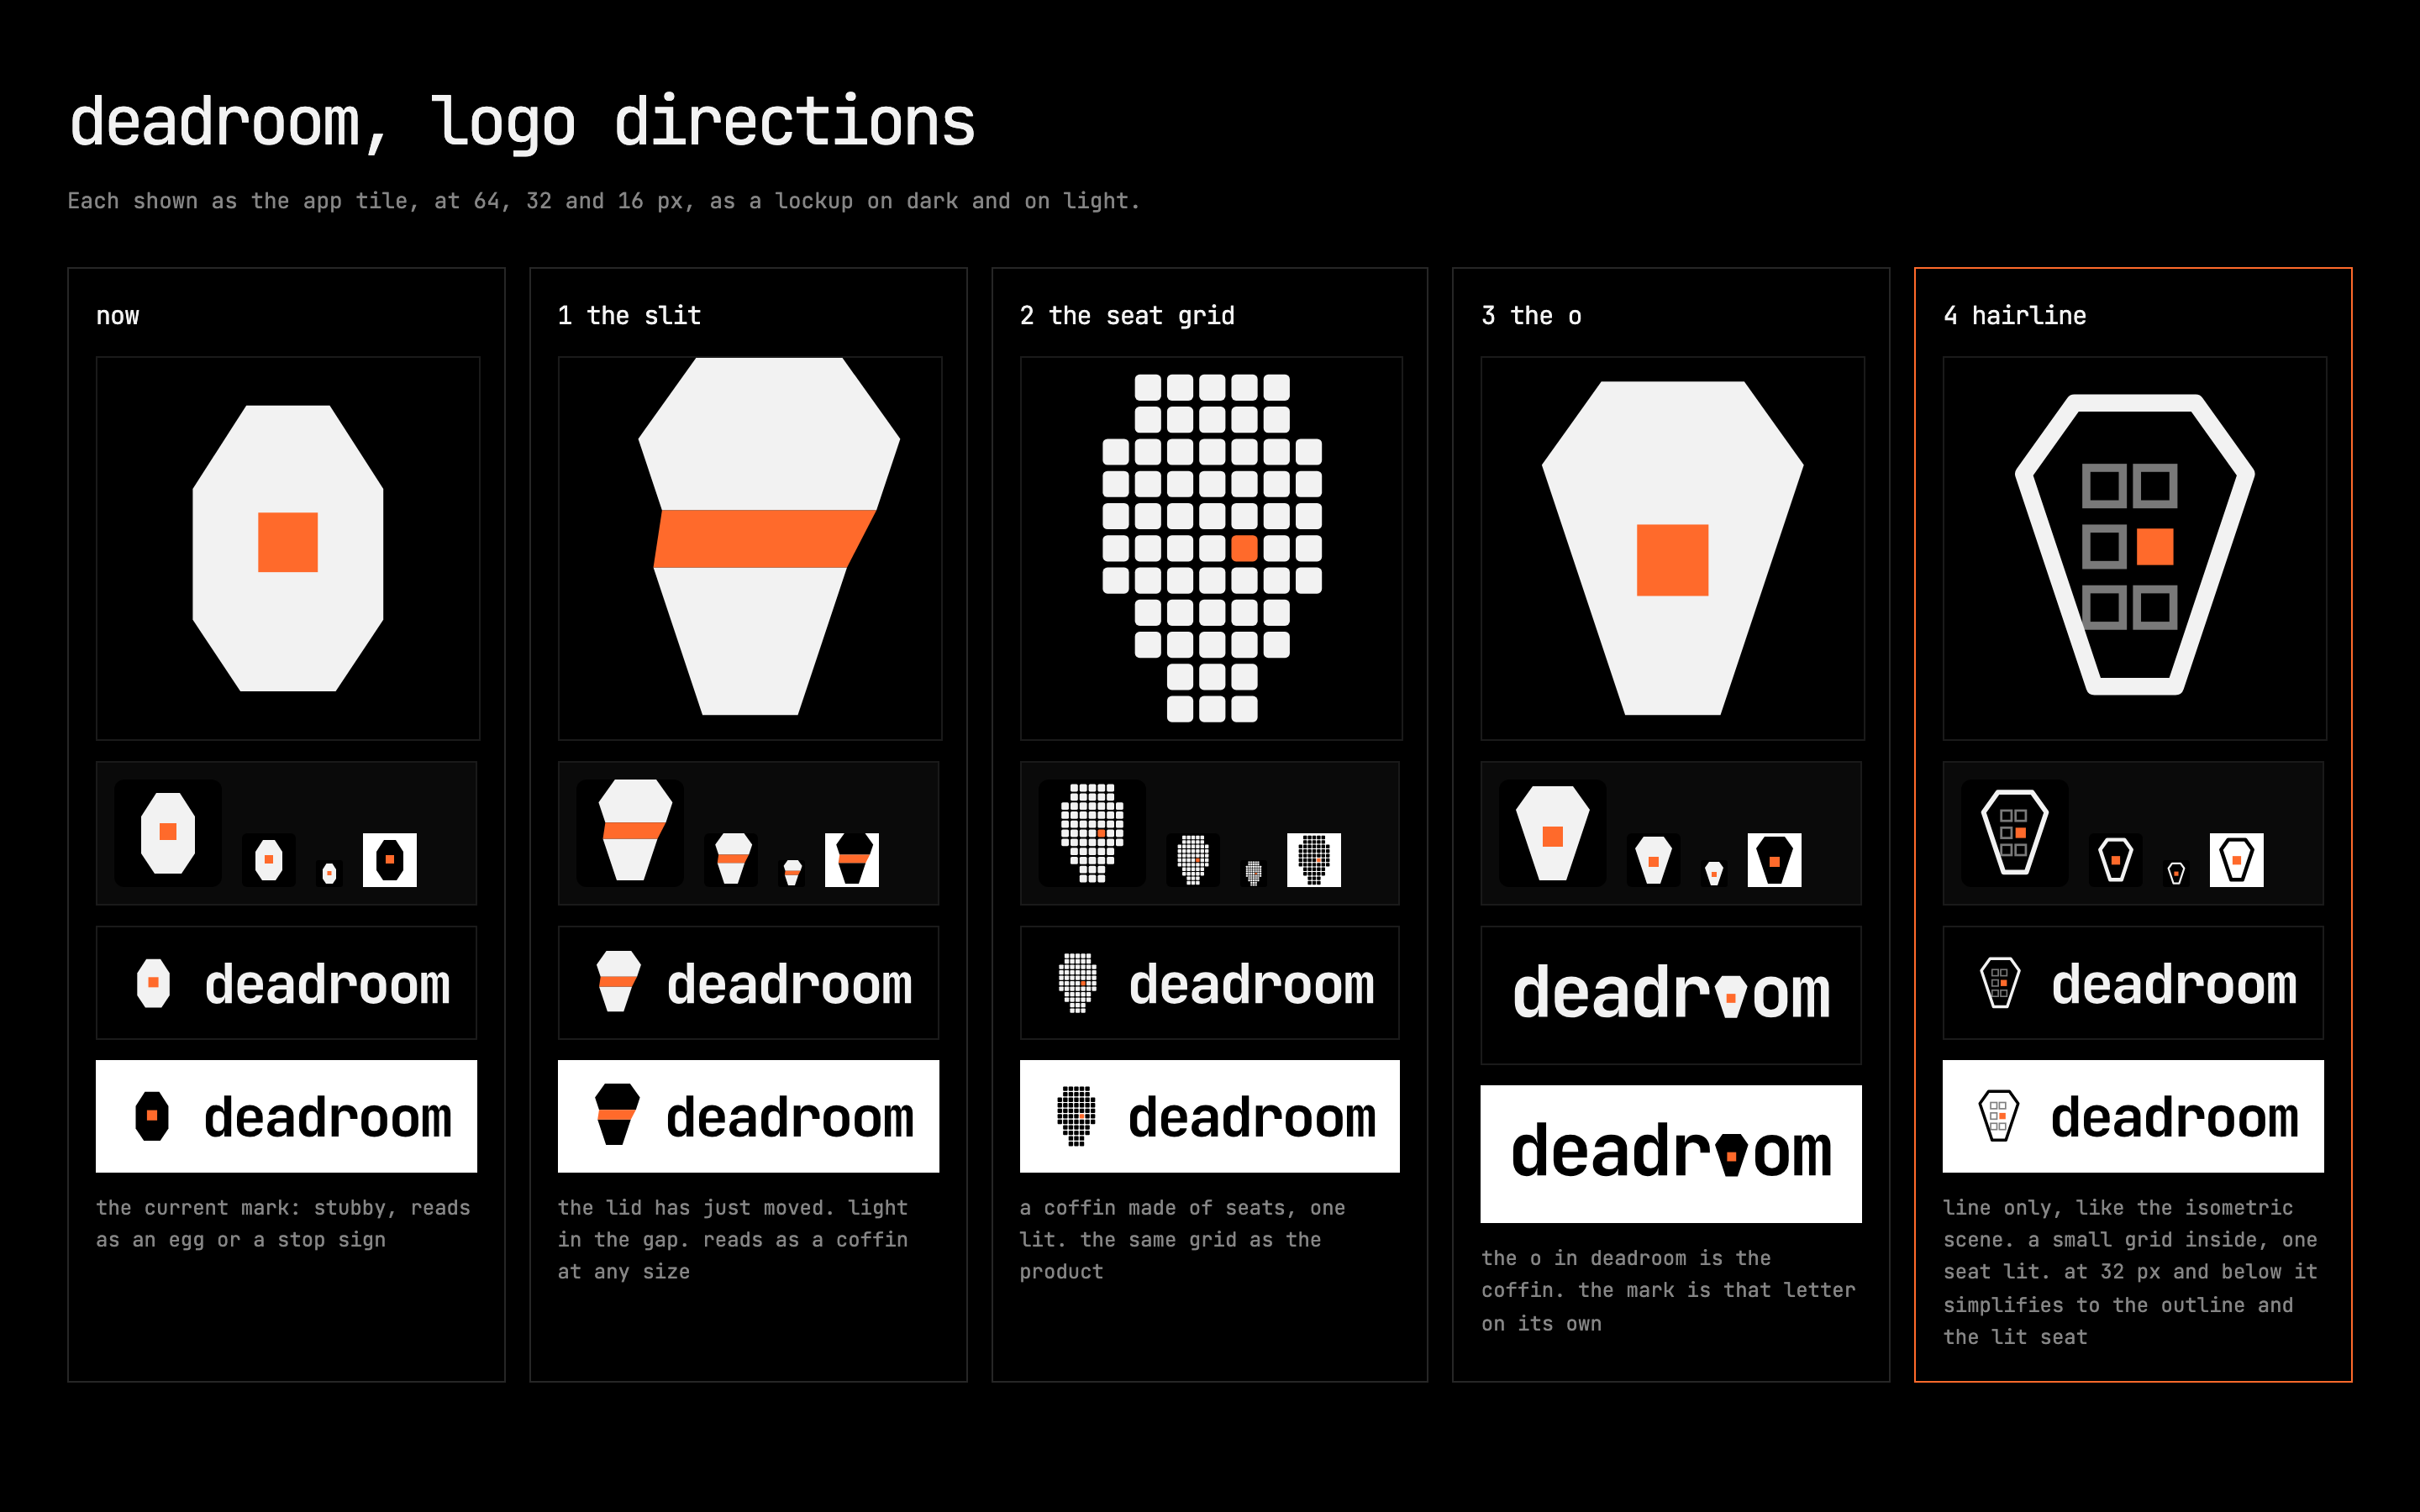 deadroom, logo directions
Each shown as the app tile, at 64, 32 and 16 px, as a lockup on dark and on light.
now
deadroom
deadroom
the current mark: stubby, reads
as an egg or a stop sign
1 the slit
deadroom
deadroom
the lid has just moved. light
in the gap. reads as a coffin
at any size
2 the seat grid
deadroom
deadroom
a coffin made of seats, one
lit. the same grid as the
product
3 the o
deadr om
deadr om
the o in deadroom is the
coffin. the mark is that letter
on its own
4 hairline
deadroom
deadroom
line only, like the isometric
scene. a small grid inside, one
seat lit. at 32 px and below it
simplifies to the outline and
the lit seat